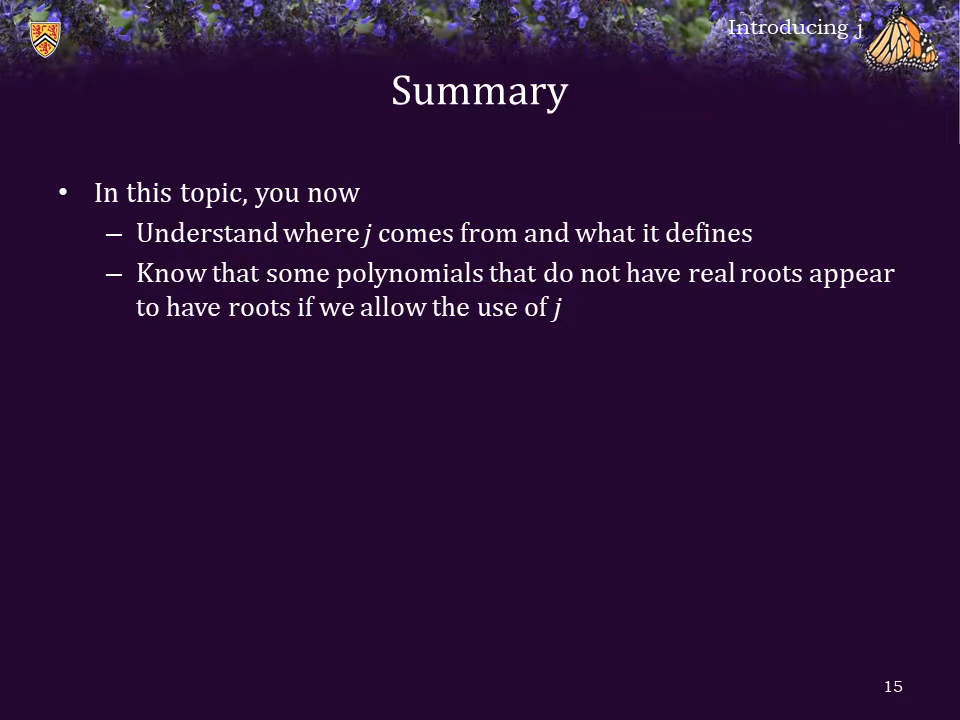 Introducing j
Summary
• In this topic, you now
– Understand where j comes from and what it defines
– Know that some polynomials that do not have real roots appear
to have roots if we allow the use of j
15